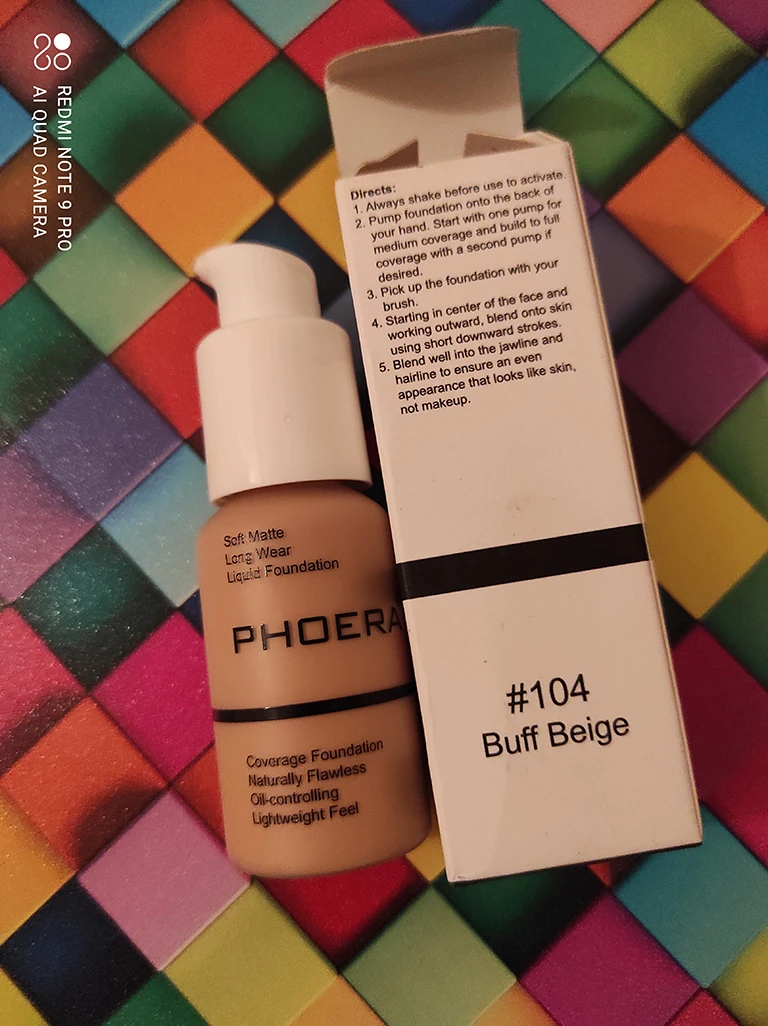 REDMI NOTE 9 PRO
AI QUAD CAMERA
Directs:
1. Always shake before use to activate.
2. Pump foundation onto the back of
your hand. Start with one pump for
medium coverage and build to full
coverage with a second pump if
desired.
3. Pick up the foundation with your
brush.
4. Starting in center of the face and
working outward, blend onto skin
using short downward strokes.
5. Blend well into the jawline and
hairline to ensure an even
appearance that looks like skin,
not makeup.
#104
Buff Beige
Soft Matte
Long Wear
Liquid Foundation
PHOERA
Coverage Foundation
Naturally Flawless
Oil-controlling
Lightweight Feel